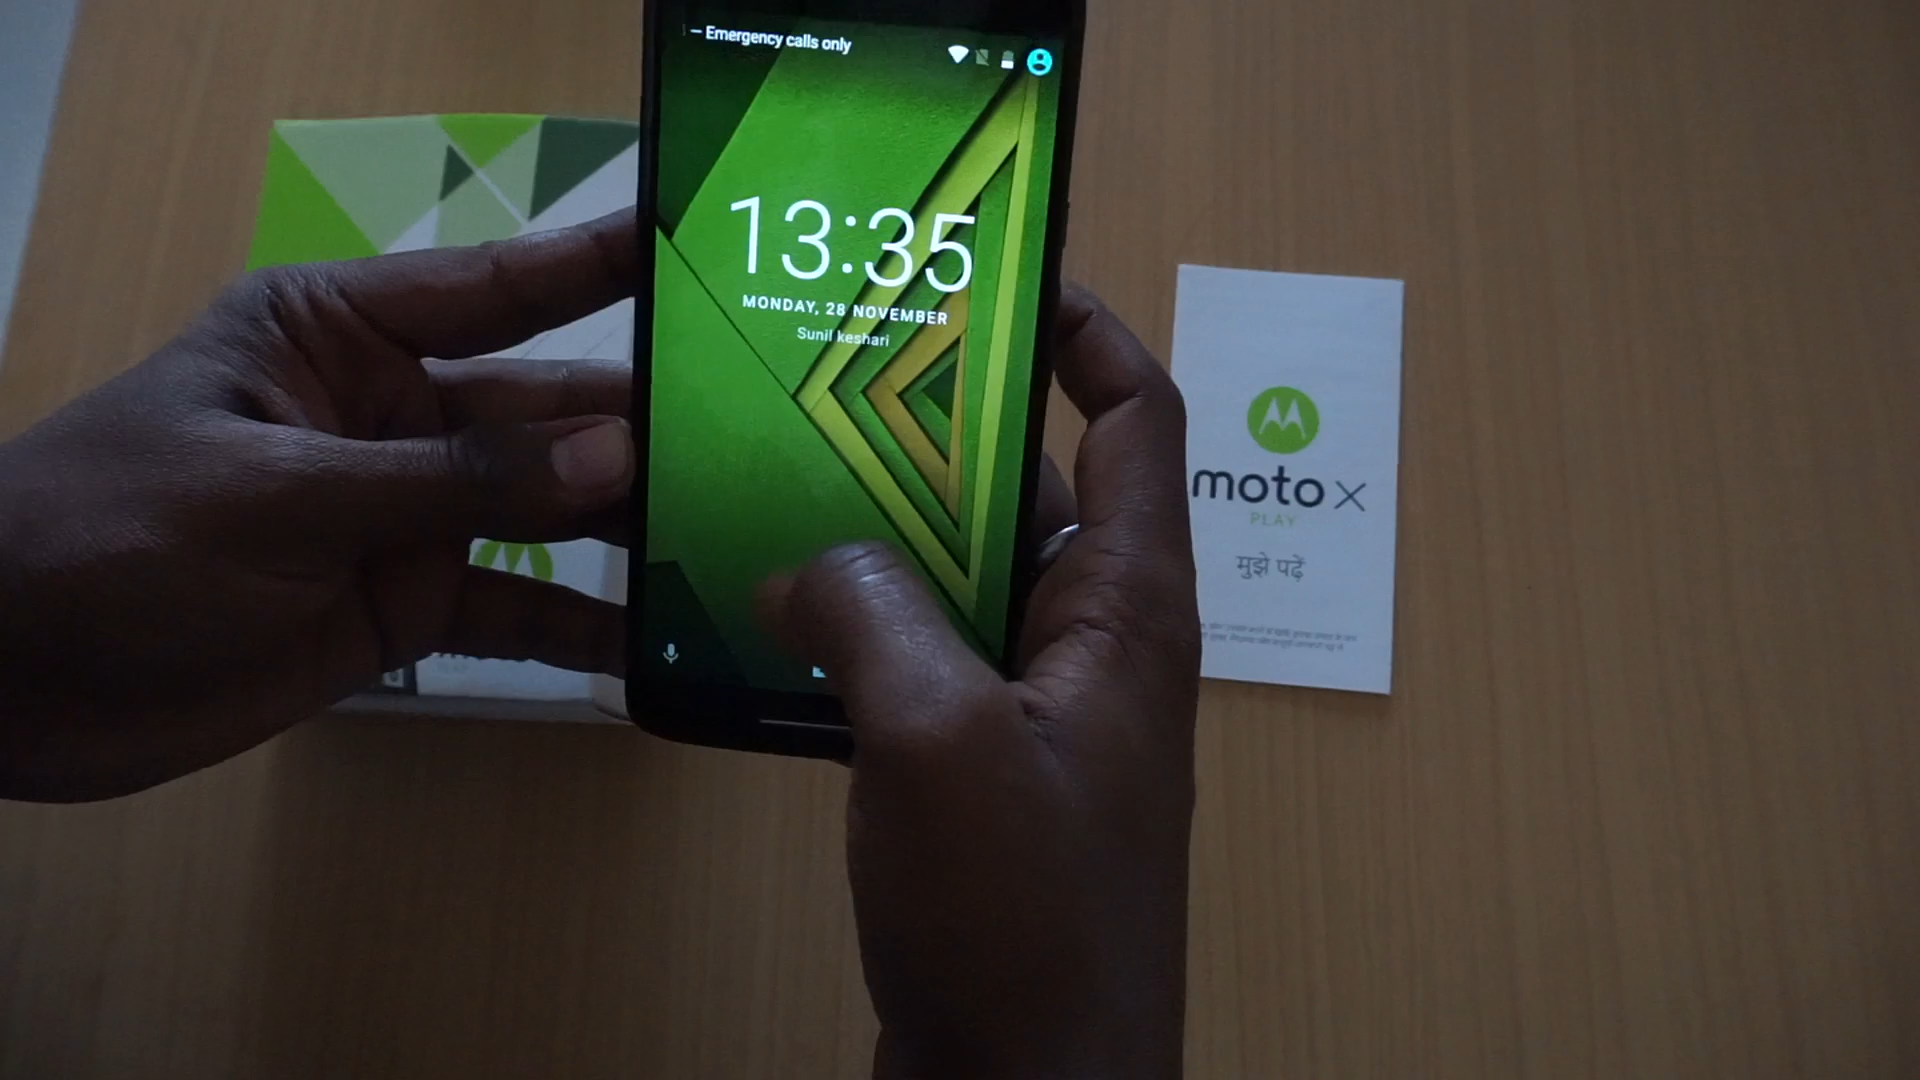 – Emergency calls only
13:35
MONDAY, 28 NOVEMBER
Sunil keshari
moto X
PLAY
मुझे पढ़ें